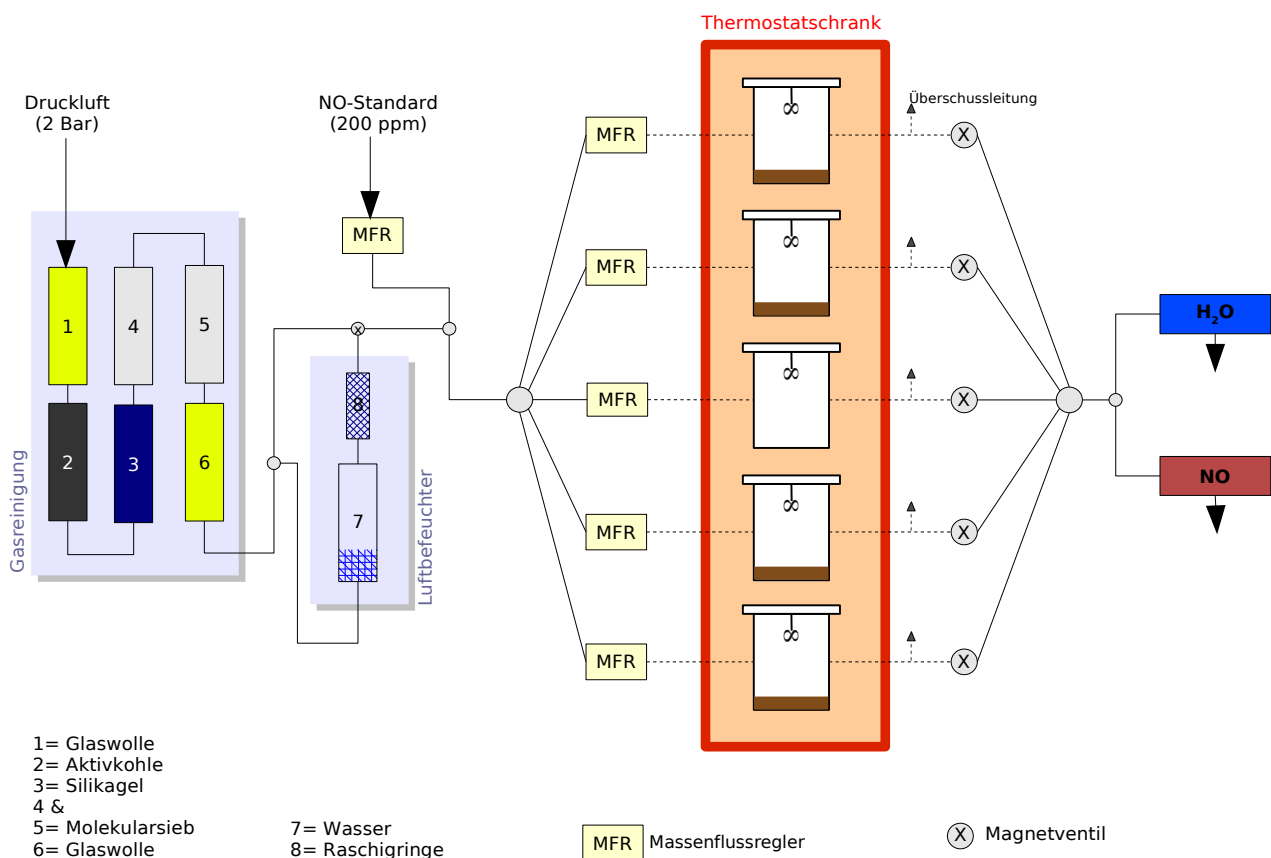 Thermostatschrank
Druckluft
(2 Bar)
NO-Standard
(200 ppm)
Überschussleitung
MFR
X
MFR
MFR
X
1
4
5
H₂O
x
8
MFR
X
2
3
6
NO
7
MFR
X
Gasreinigung
Luftbefeuchter
MFR
X
1= Glaswolle
2= Aktivkohle
3= Silikagel
4 &
5= Molekularsieb
6= Glaswolle
7= Wasser
8= Raschigringe
MFR Massenflussregler
X Magnetventil